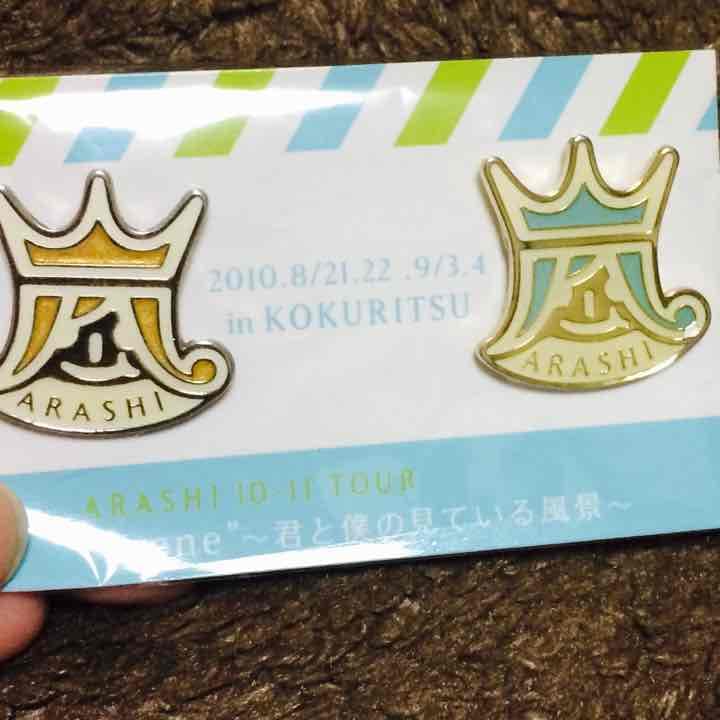 2010.8/21.22 .9/3.4
in KOKURITSU
ARASHI
ARASHI
ARASHI 10-11 TOUR
ene"～君と僕の見ている風景～